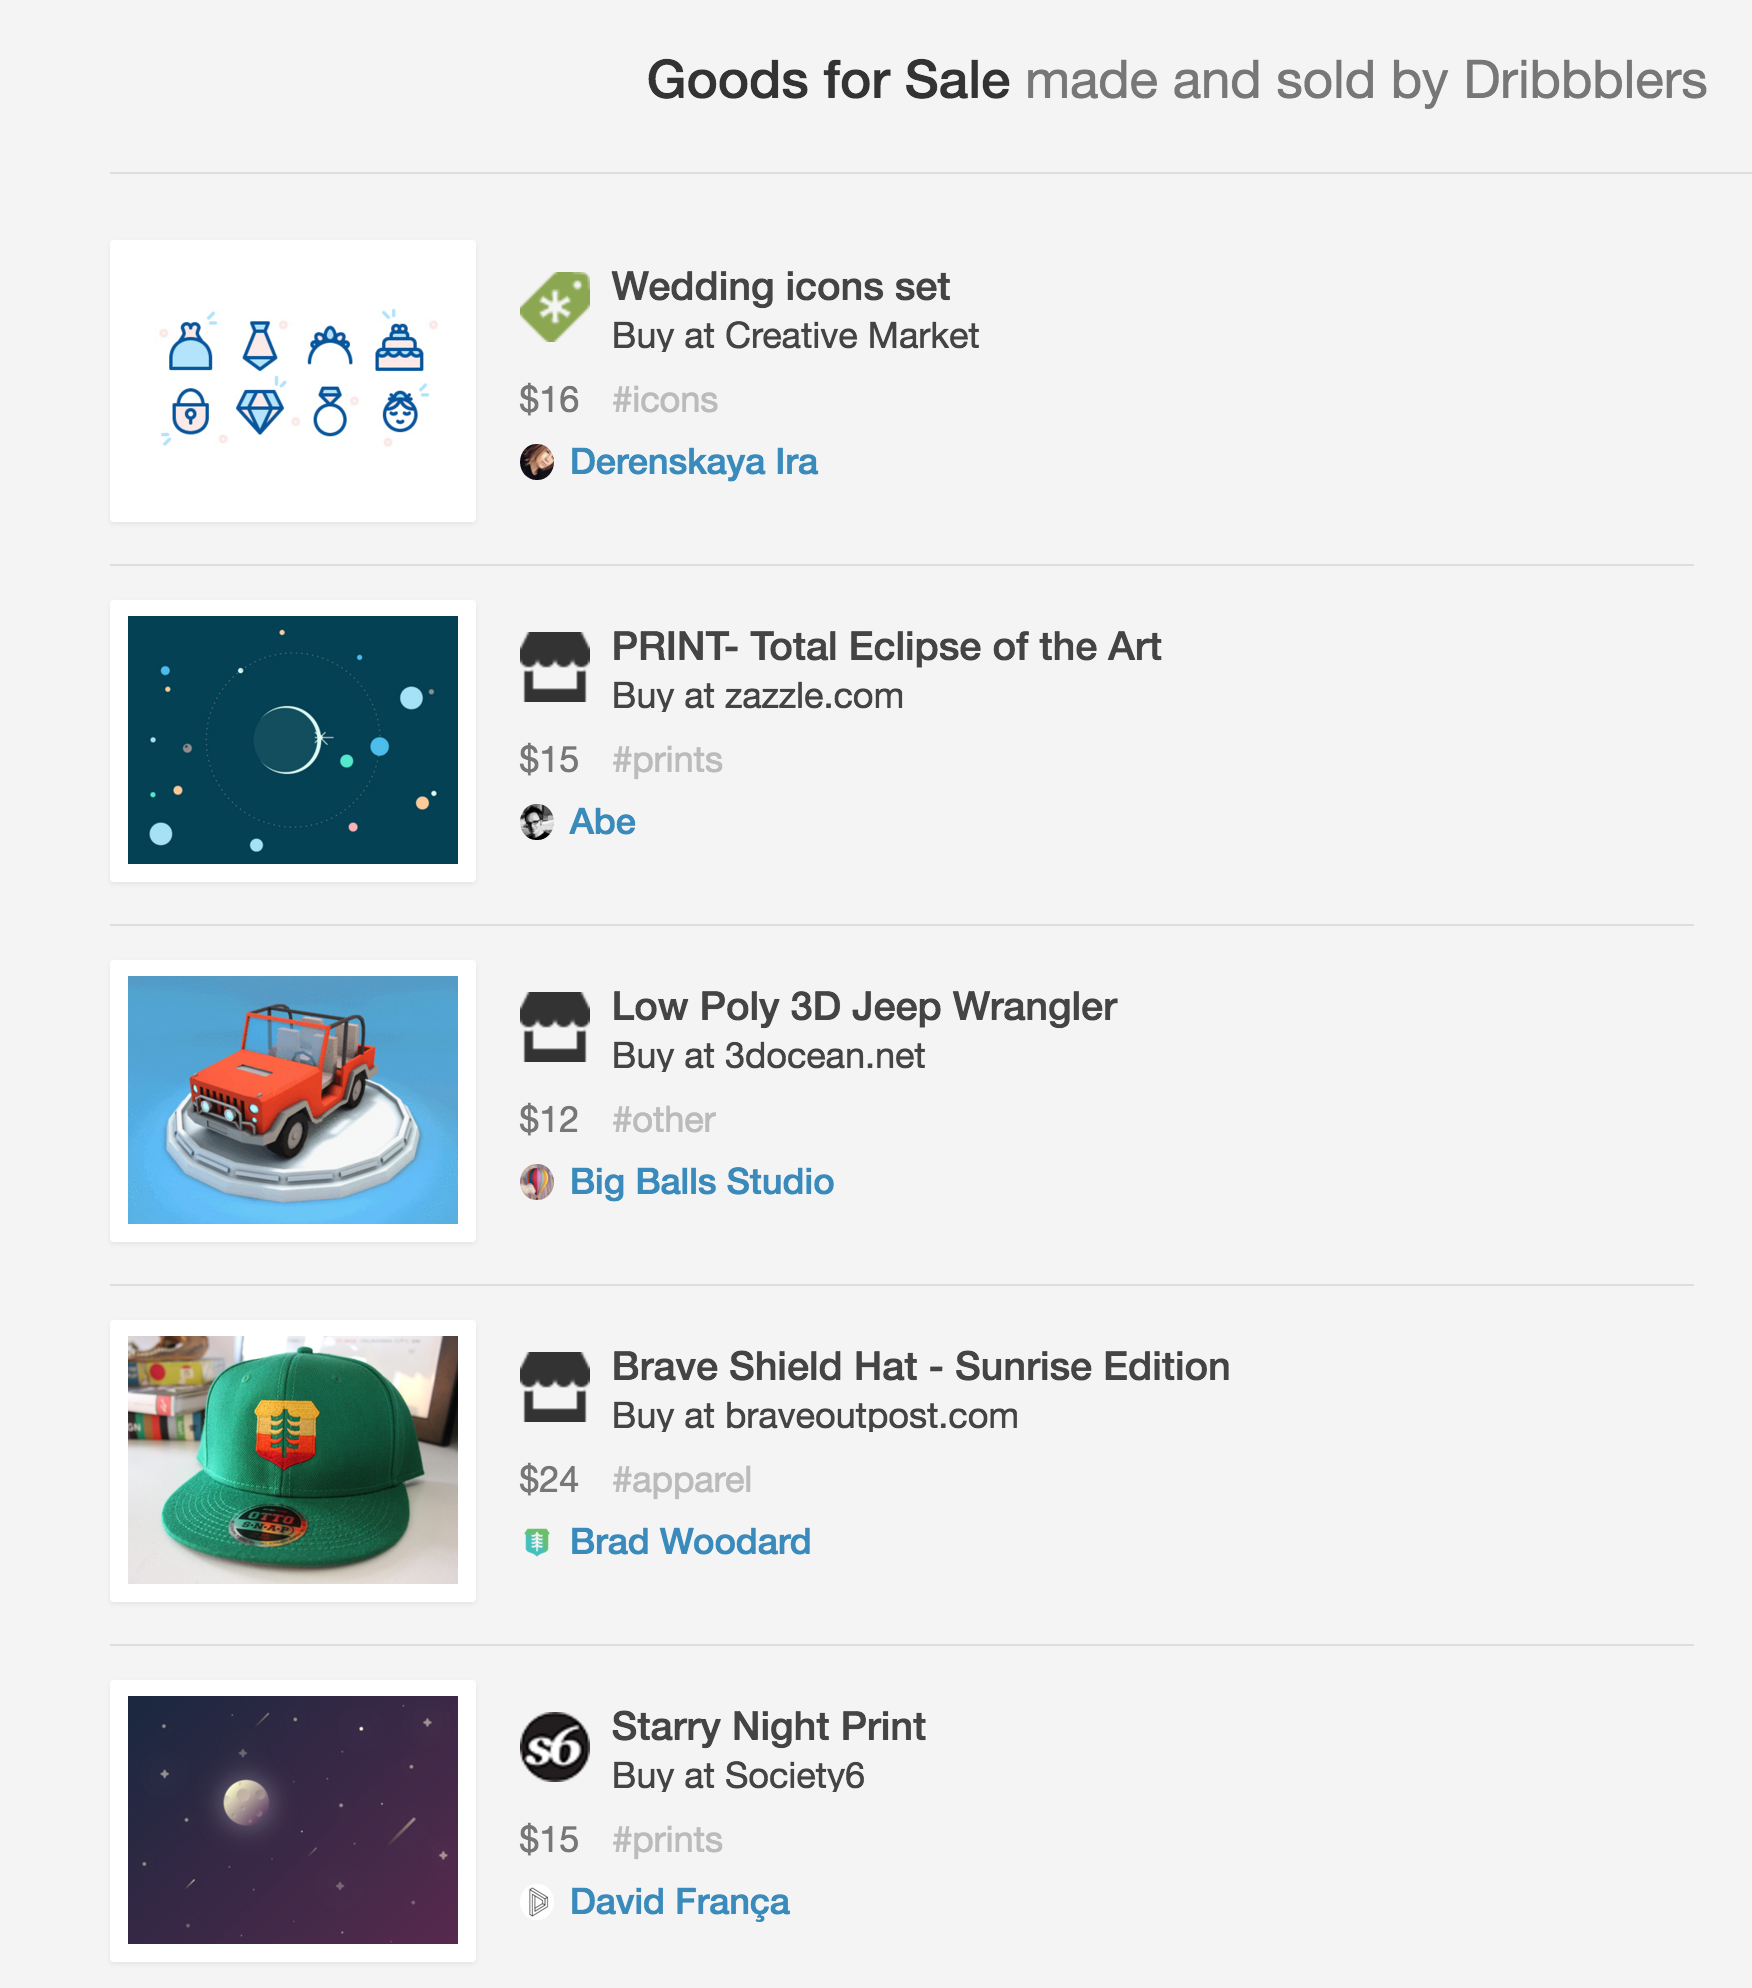 Goods for Sale made and sold by Dribbblers
Wedding icons set
Buy at Creative Market
$16 #icons
Derenskaya Ira
PRINT- Total Eclipse of the Art
Buy at zazzle.com
$15 #prints
Abe
Low Poly 3D Jeep Wrangler
Buy at 3docean.net
$12 #other
Big Balls Studio
Brave Shield Hat - Sunrise Edition
Buy at braveoutpost.com
$24 #apparel
Brad Woodard
OTTO
S·N·A·P
s6
Starry Night Print
Buy at Society6
$15 #prints
David França